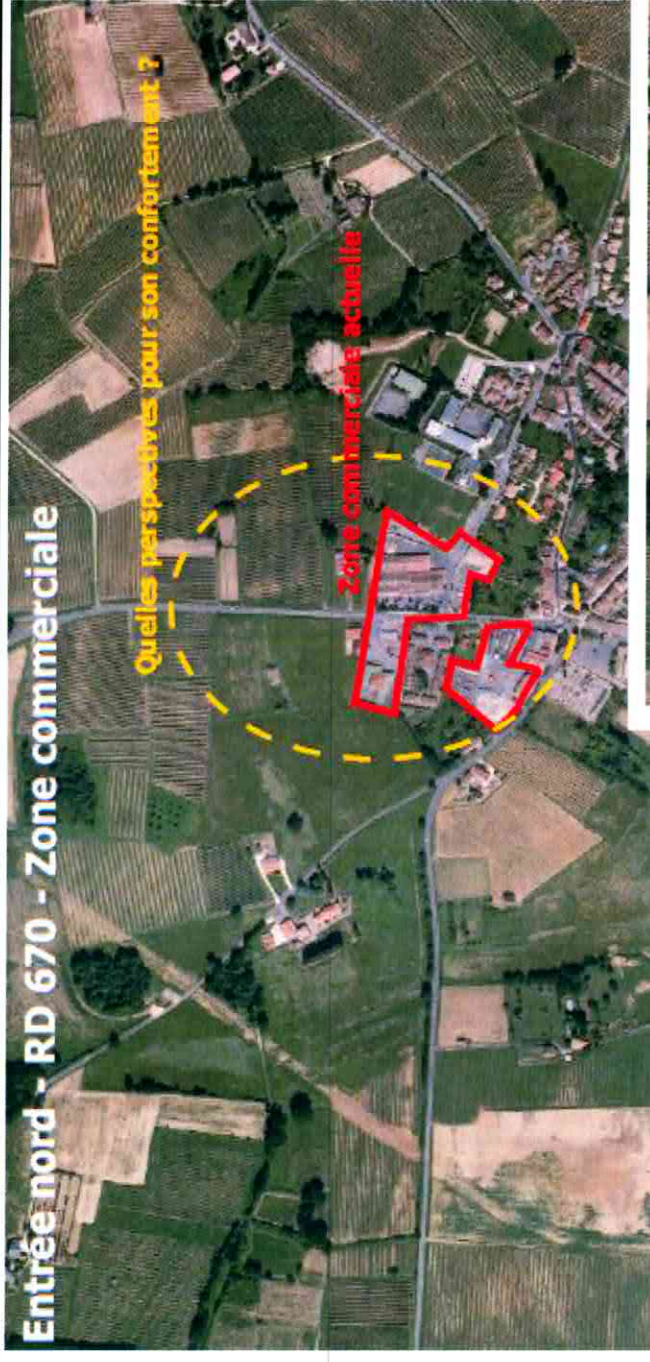 Entrée nord - RD 670 - Zone commerciale
Quelles perspectives pour son confortement ?
Zone commerciale actuelle